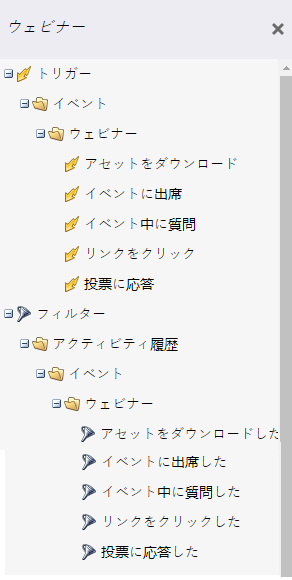 ウェビナー
トリガー
イベント
ウェビナー
アセットをダウンロード
イベントに出席
イベント中に質問
リンクをクリック
投票に応答
フィルター
アクティビティ履歴
イベント
ウェビナー
アセットをダウンロードした
イベントに出席した
イベント中に質問した
リンクをクリックした
投票に応答した